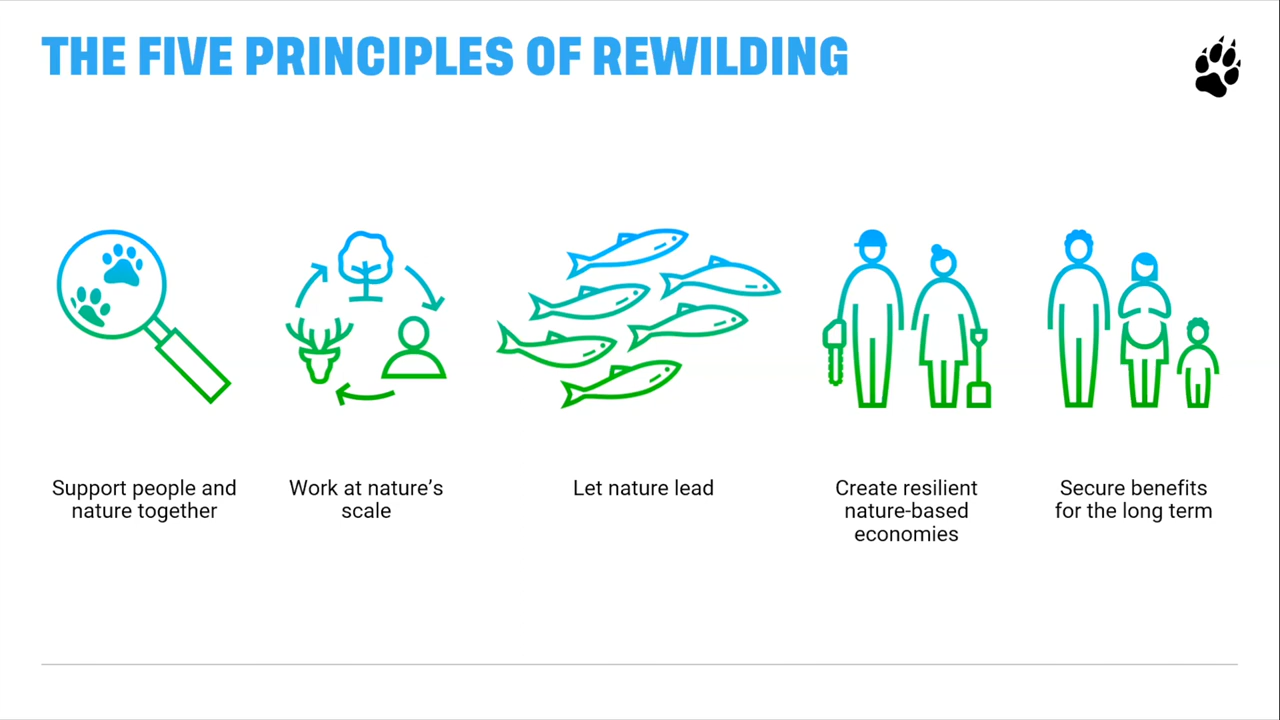 THE FIVE PRINCIPLES OF REWILDING
Support people and
nature together
Work at nature’s
scale
Let nature lead
Create resilient
nature-based
economies
Secure benefits
for the long term